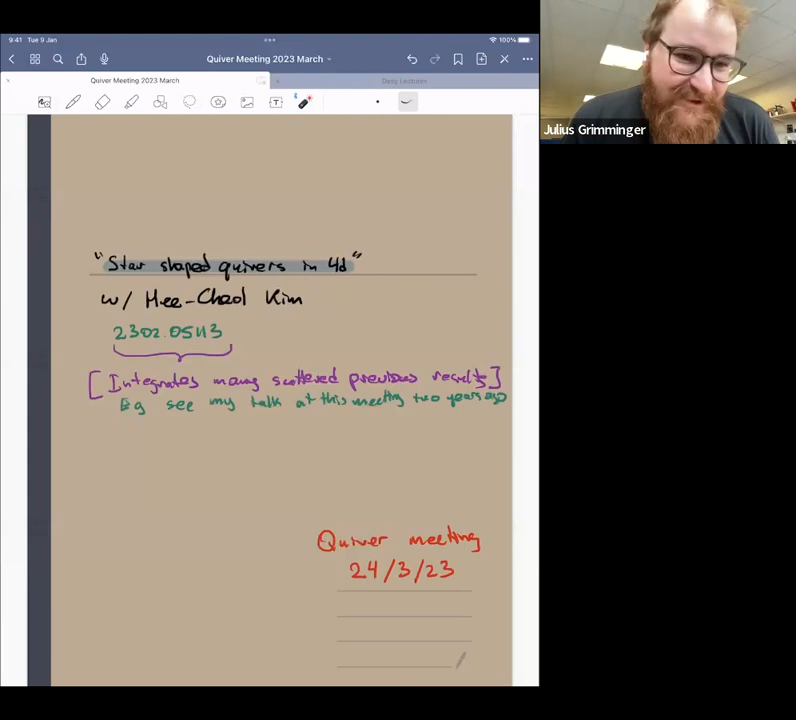 9:41 Tue 9 Jan
100%
Quiver Meeting 2023 March
Quiver Meeting 2023 March
Desy Lectures
T
"Star shaped quivers in 4d"
w/ Hee-Cheol Kim
2302.05113
[Integrates many scattered previous results]
Eg see my talk at this meeting two years ago
Quiver meeting
24/3/23
Julius Grimminger